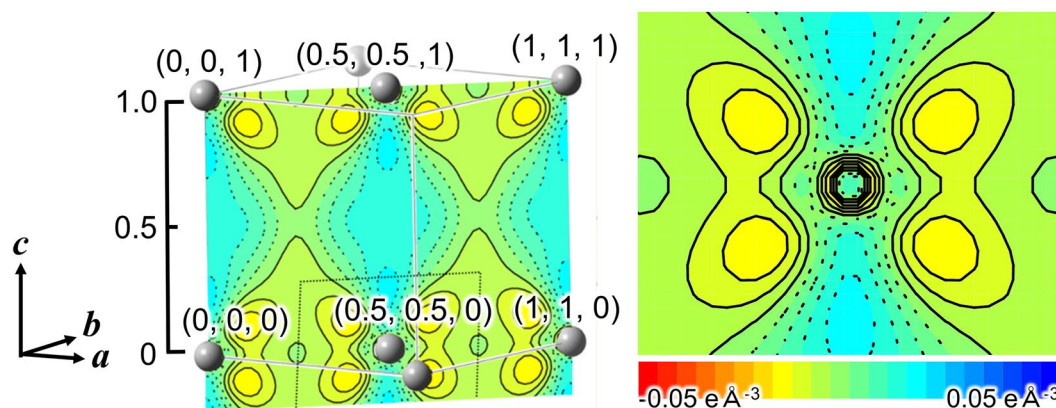 (0, 0, 1)
(0.5, 0.5 ,1)
(1, 1, 1)
1.0
0.5
0
(0, 0, 0)
(0.5, 0.5, 0)
(1, 1, 0)
c
b
a
-0.05 eÅ⁻³
0.05 eÅ⁻³